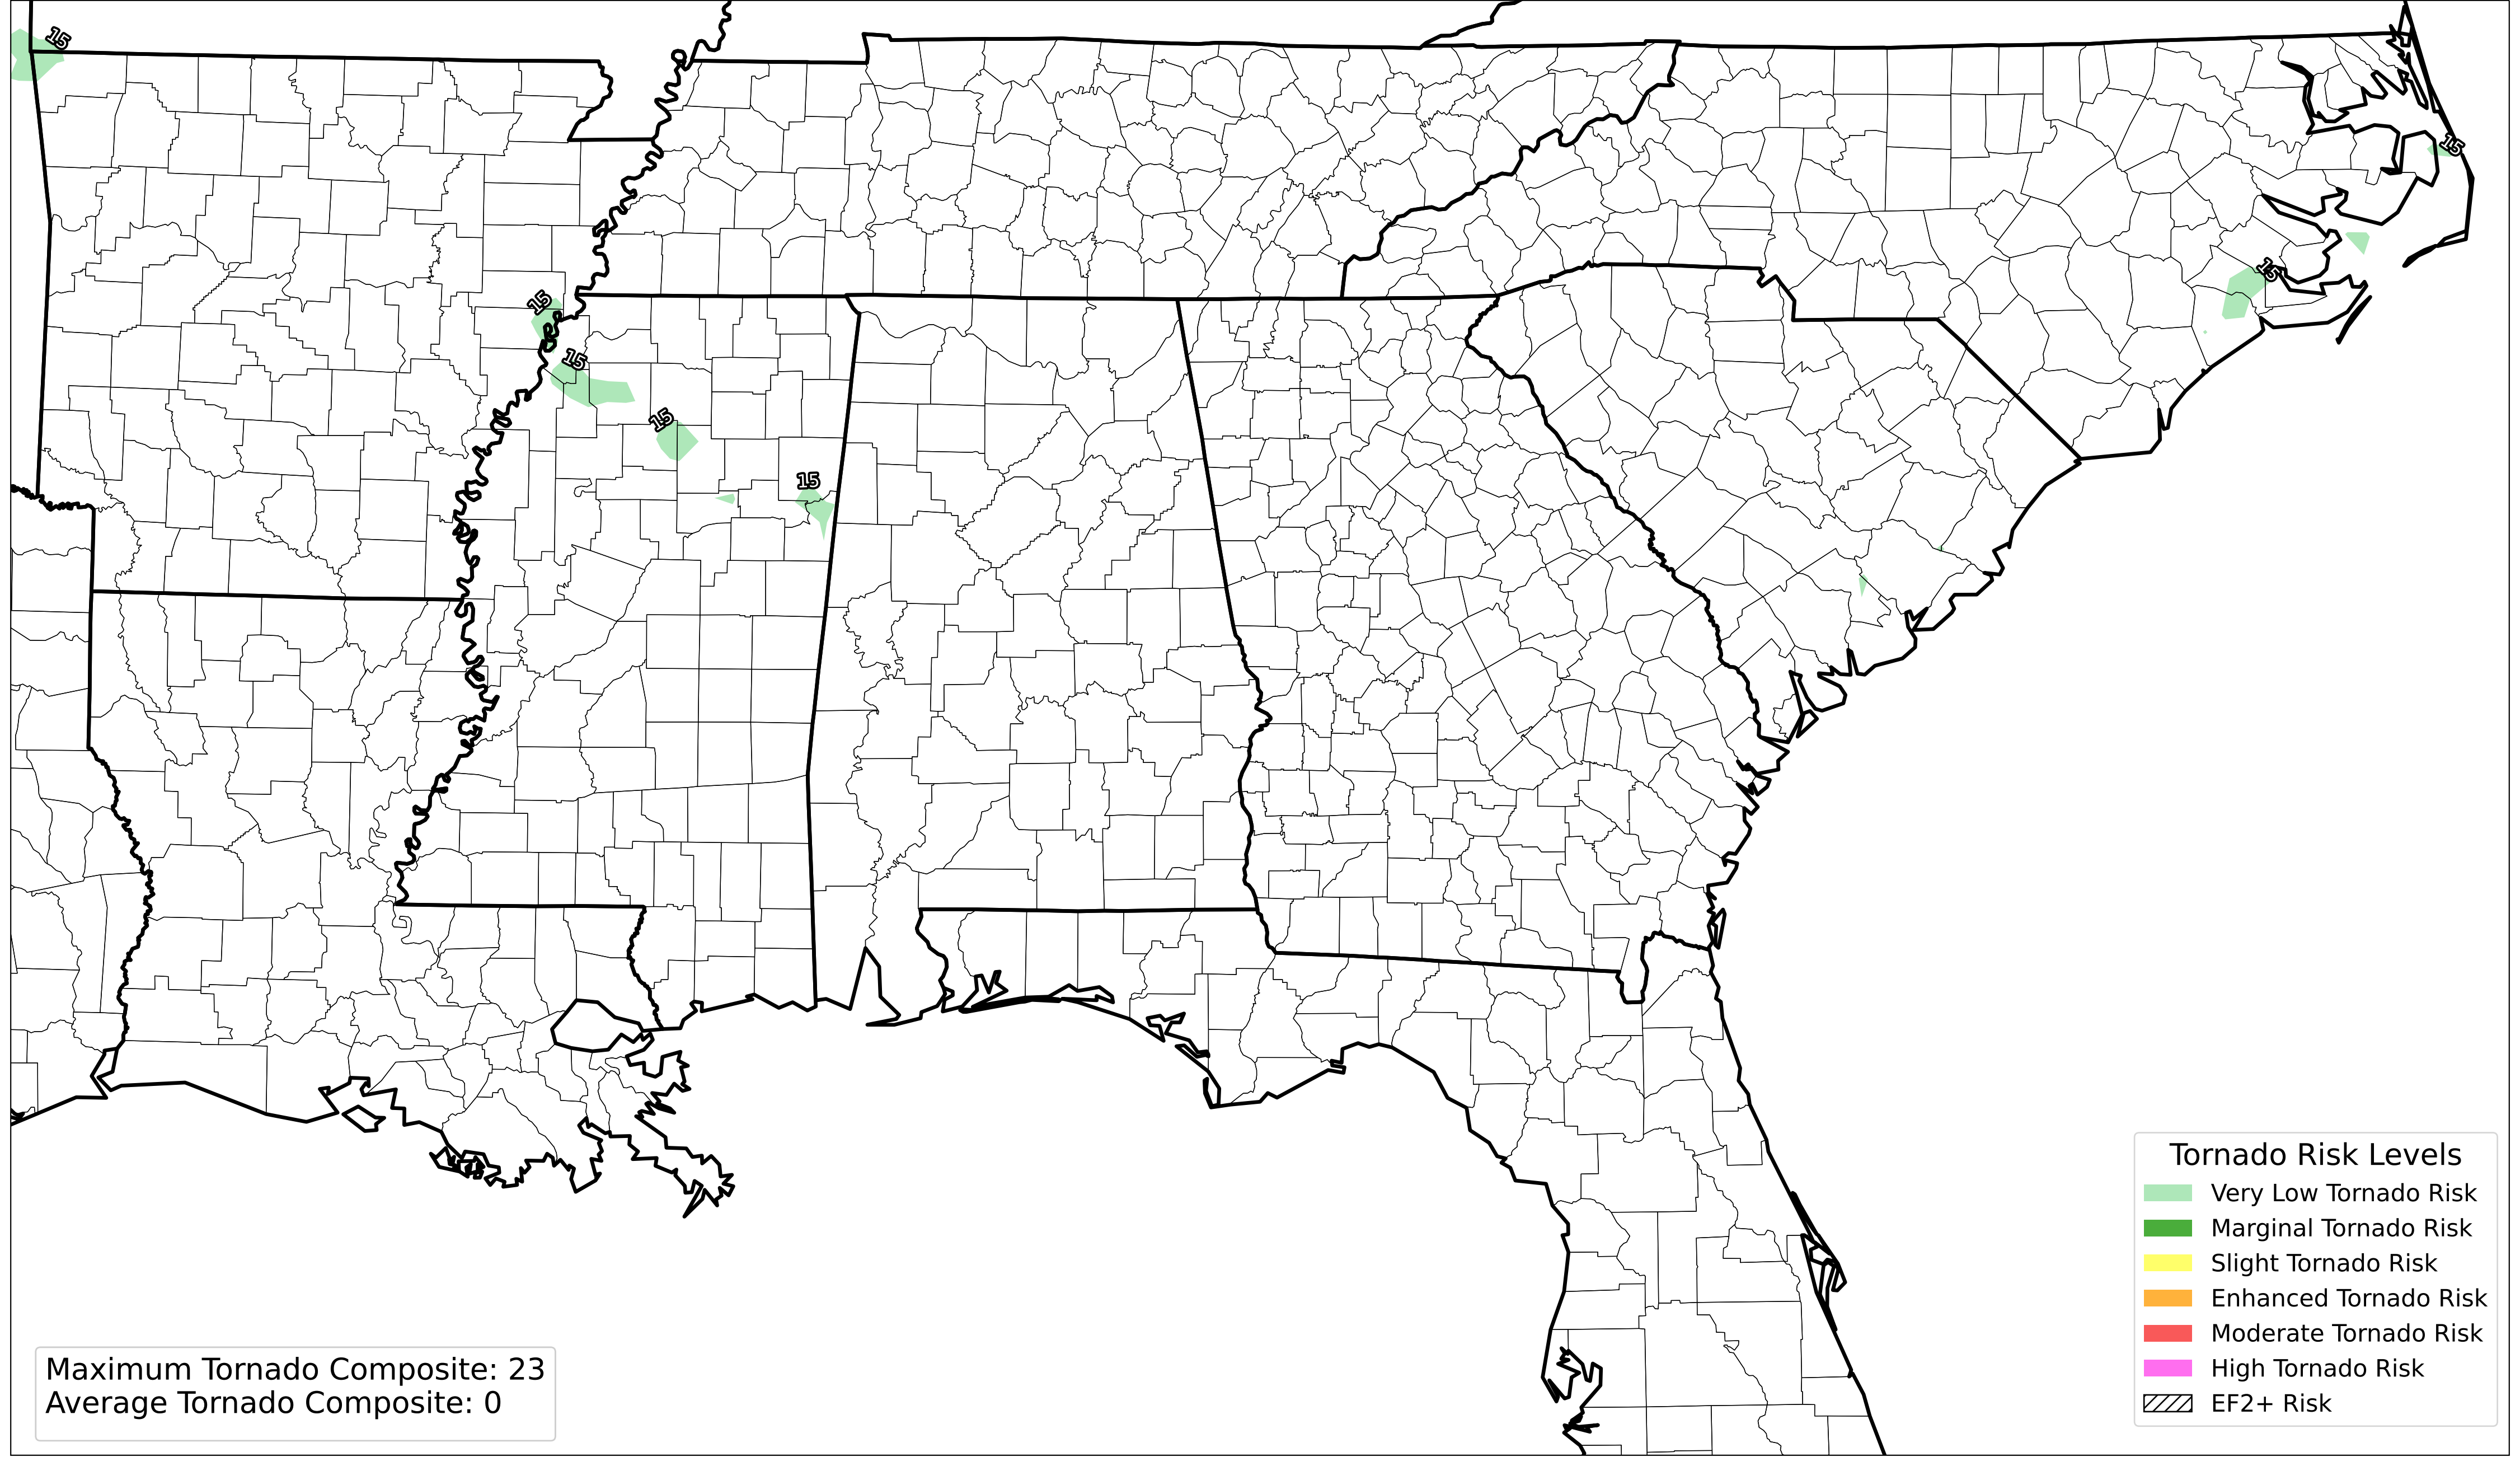 15
15
15
15
15
15
15
Tornado Risk Levels
Very Low Tornado Risk
Marginal Tornado Risk
Slight Tornado Risk
Enhanced Tornado Risk
Moderate Tornado Risk
High Tornado Risk
EF2+ Risk
Maximum Tornado Composite: 23
Average Tornado Composite: 0